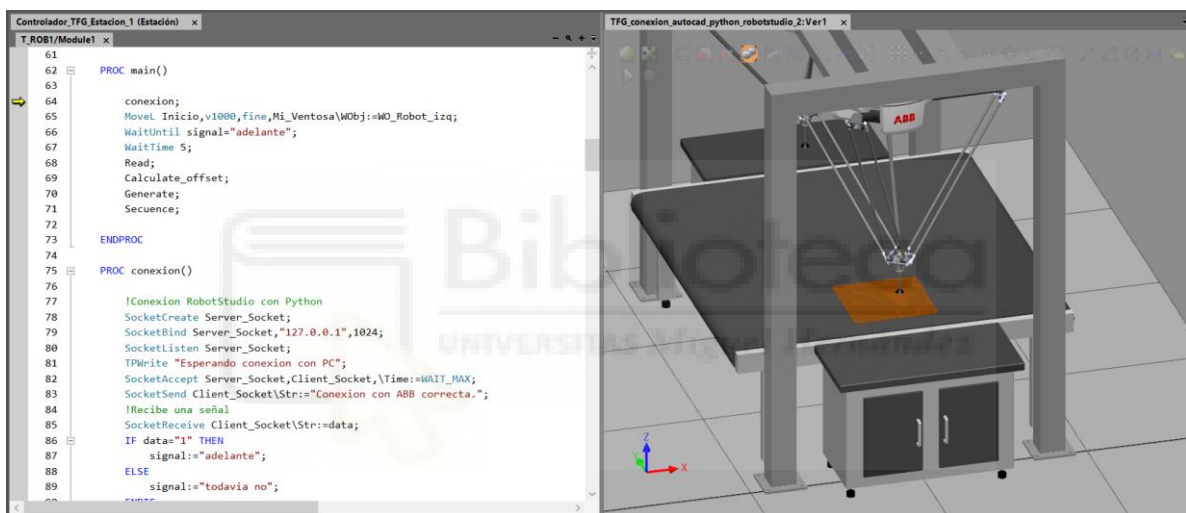 Controlador_TFG_Estacion_1 (Estación) x
T_ROB1/Module1 x
61
62 PROC main()
63
64 conexion;
65 MoveL Inicio,v1000,fine,Mi_Ventosa\WObj:=WO_Robot_izq;
66 WaitUntil signal="adelante";
67 WaitTime 5;
68 Read;
69 Calculate_offset;
70 Generate;
71 Secuence;
72
73 ENDPROC
74
75 PROC conexion()
76
77 !Conexion RobotStudio con Python
78 SocketCreate Server_Socket;
79 SocketBind Server_Socket,"127.0.0.1",1024;
80 SocketListen Server_Socket;
81 TPWrite "Esperando conexion con PC";
82 SocketAccept Server_Socket,Client_Socket,\Time:=WAIT_MAX;
83 SocketSend Client_Socket\Str:="Conexion con ABB correcta.";
84 !Recibe una señal
85 SocketReceive Client_Socket\Str:=data;
86 IF data="1" THEN
87 signal:="adelante";
88 ELSE
89 signal:="todavia no";
90 ENDIF
TFG_conexion_autocad_python_robotstudio_2:Ver1 x
ABB
Z
Y
X
Biblioteca
UNIVERSITAS Miguel Hernández